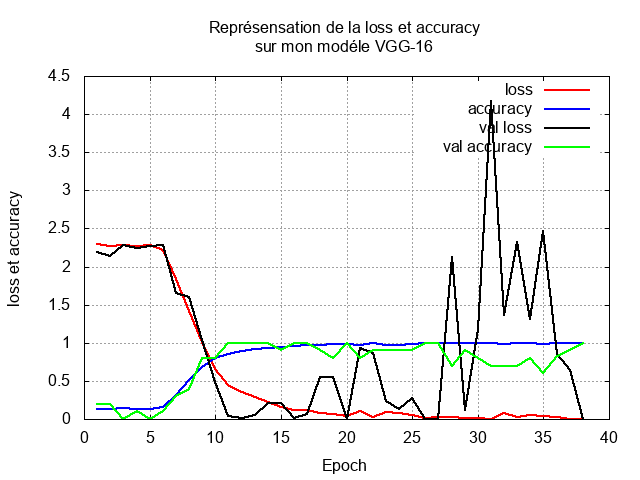 Représensation de la loss et accuracy
sur mon modéle VGG-16
4.5
4
3.5
3
2.5
2
1.5
1
0.5
0
loss et accuracy
loss
accuracy
val loss
val accuracy
0 5 10 15 20 25 30 35 40
Epoch